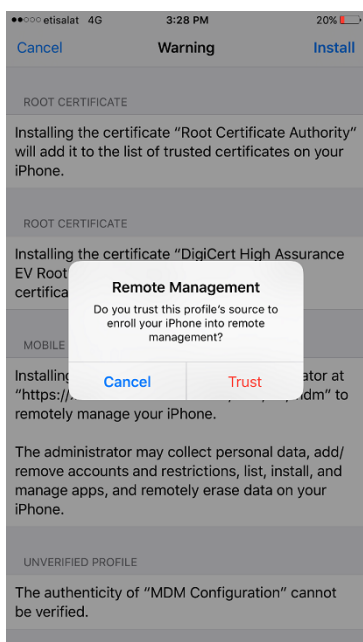 etisalat 4G 3:28 PM 20%
Cancel Warning Install
ROOT CERTIFICATE
Installing the certificate “Root Certificate Authority”
will add it to the list of trusted certificates on your
iPhone.
ROOT CERTIFICATE
Installing the certificate “DigiCert High Assurance
EV Root
certifica
Remote Management
Do you trust this profile’s source to
enroll your iPhone into remote
management?
Cancel Trust
MOBILE
Installing ator at
“https:/ dm” to
remotely manage your iPhone.
The administrator may collect personal data, add/
remove accounts and restrictions, list, install, and
manage apps, and remotely erase data on your
iPhone.
UNVERIFIED PROFILE
The authenticity of “MDM Configuration” cannot
be verified.